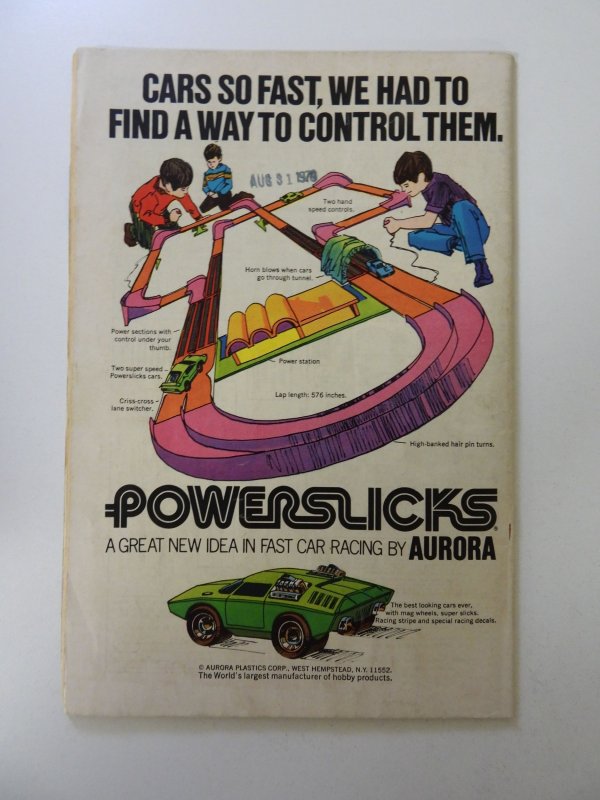 CARS SO FAST, WE HAD TO
FIND A WAY TO CONTROL THEM.
AUG 31 1970
Two hand
speed controls.
Horn blows when cars
go through tunnel.
Power sections with
control under your
thumb.
Power station
Two super speed
Powerslicks cars.
Lap length: 576 inches.
Criss-cross
lane switcher.
High-banked hair pin turns.
POWERSLICKS®
A GREAT NEW IDEA IN FAST CAR RACING BY AURORA
The best looking cars ever,
with mag wheels, super slicks.
Racing stripe and special racing decals.
© AURORA PLASTICS CORP., WEST HEMPSTEAD, N.Y. 11552.
The World's largest manufacturer of hobby products.